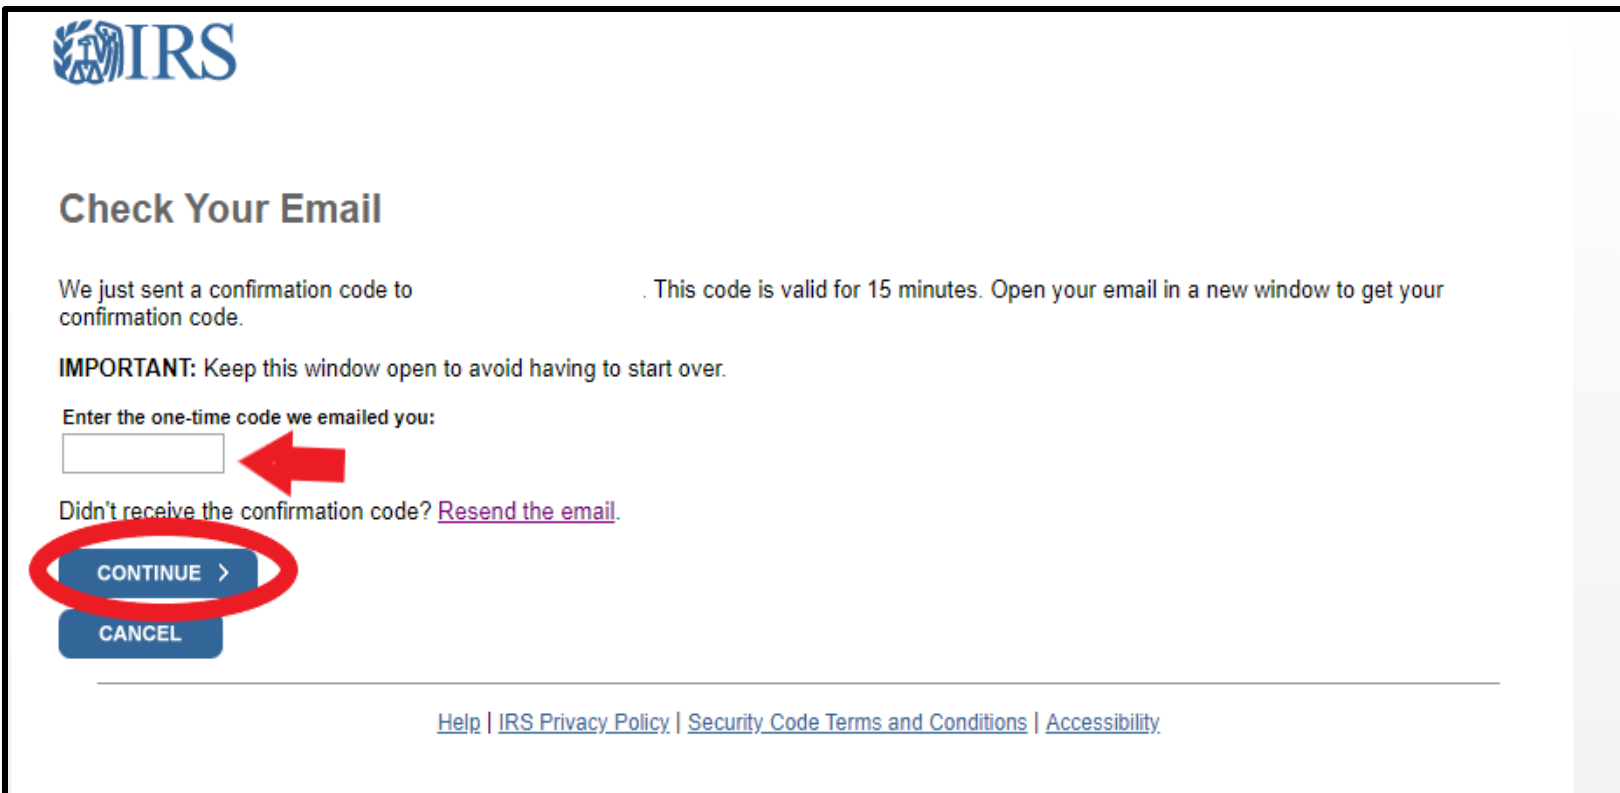 IRS
Check Your Email
We just sent a confirmation code to . This code is valid for 15 minutes. Open your email in a new window to get your
confirmation code.
IMPORTANT: Keep this window open to avoid having to start over.
Enter the one-time code we emailed you:
Didn't receive the confirmation code? Resend the email.
CONTINUE >
CANCEL
Help | IRS Privacy Policy | Security Code Terms and Conditions | Accessibility